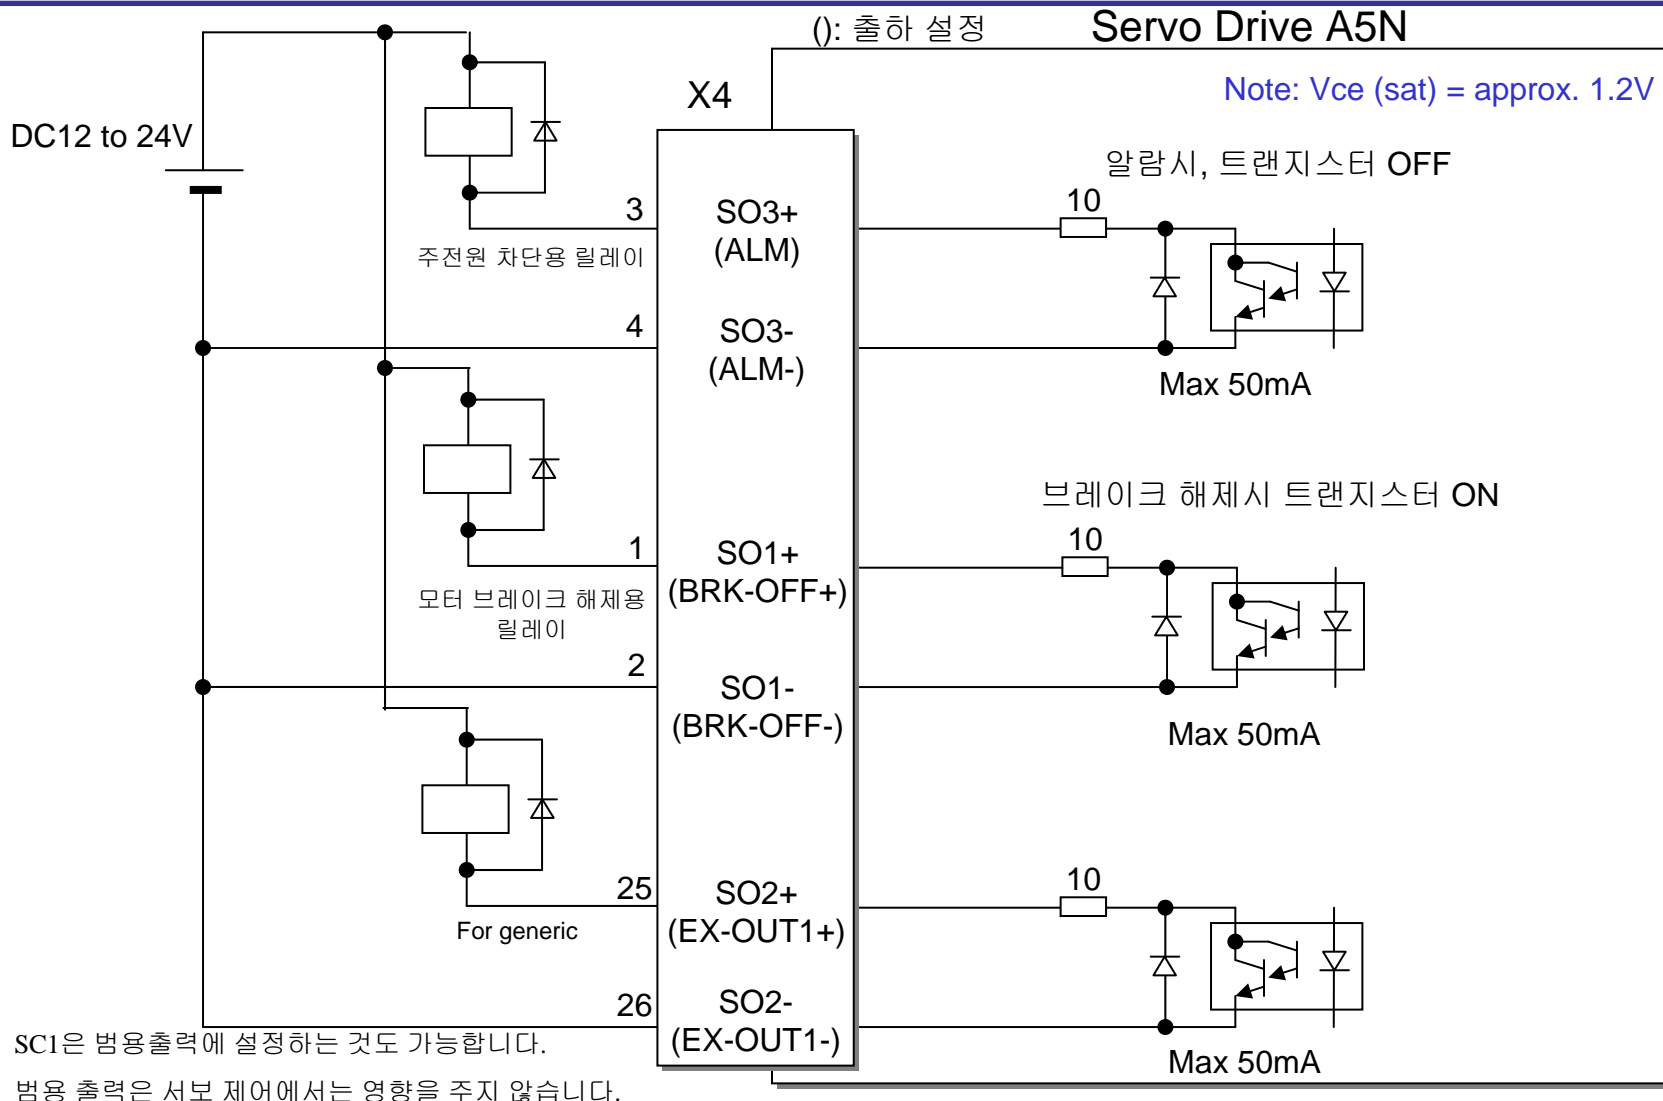 (): 출하 설정
Servo Drive A5N
Note: Vce (sat) = approx. 1.2V
X4
DC12 to 24V
알람시, 트랜지스터 OFF
10
3
SO3+
(ALM)
주전원 차단용 릴레이
4
SO3-
(ALM-)
Max 50mA
브레이크 해제시 트랜지스터 ON
10
1
SO1+
(BRK-OFF+)
모터 브레이크 해제용
릴레이
2
SO1-
(BRK-OFF-)
Max 50mA
10
25
SO2+
(EX-OUT1+)
For generic
26
SO2-
(EX-OUT1-)
Max 50mA
SC1은 범용출력에 설정하는 것도 가능합니다.
범용 출력은 서보 제어에서는 영향을 주지 않습니다.